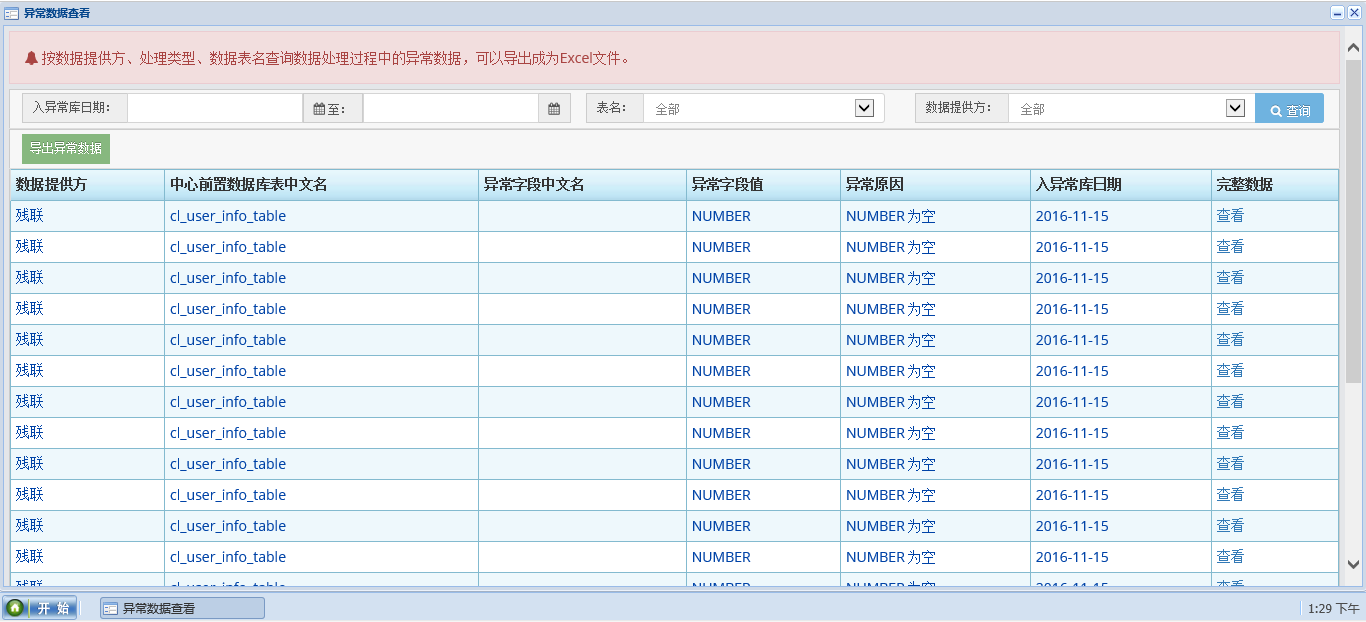 异常数据查看
按数据提供方、处理类型、数据表名查询数据处理过程中的异常数据，可以导出成为Excel文件。
入异常库日期： 至： 表名： 全部 数据提供方： 全部 查询
导出异常数据
数据提供方 中心前置数据库表中文名 异常字段中文名 异常字段值 异常原因 入异常库日期 完整数据
残联 cl_user_info_table NUMBER NUMBER为空 2016-11-15 查看
残联 cl_user_info_table NUMBER NUMBER为空 2016-11-15 查看
残联 cl_user_info_table NUMBER NUMBER为空 2016-11-15 查看
残联 cl_user_info_table NUMBER NUMBER为空 2016-11-15 查看
残联 cl_user_info_table NUMBER NUMBER为空 2016-11-15 查看
残联 cl_user_info_table NUMBER NUMBER为空 2016-11-15 查看
残联 cl_user_info_table NUMBER NUMBER为空 2016-11-15 查看
残联 cl_user_info_table NUMBER NUMBER为空 2016-11-15 查看
残联 cl_user_info_table NUMBER NUMBER为空 2016-11-15 查看
残联 cl_user_info_table NUMBER NUMBER为空 2016-11-15 查看
残联 cl_user_info_table NUMBER NUMBER为空 2016-11-15 查看
残联 cl_user_info_table NUMBER NUMBER为空 2016-11-15 查看
开 始 异常数据查看 1:29 下午